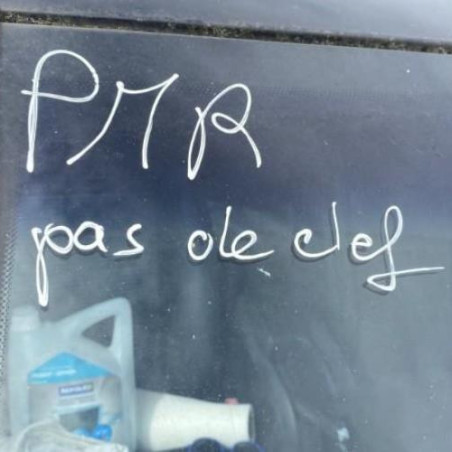 PMR
pas de clef